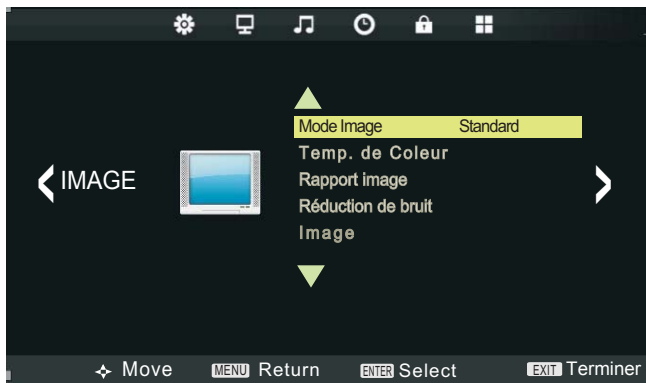 Mode Image Standard
Temp. de Coleur
IMAGE
Rapport image
Réduction de bruit
Image
Move MENU Return ENTER Select EXIT Terminer